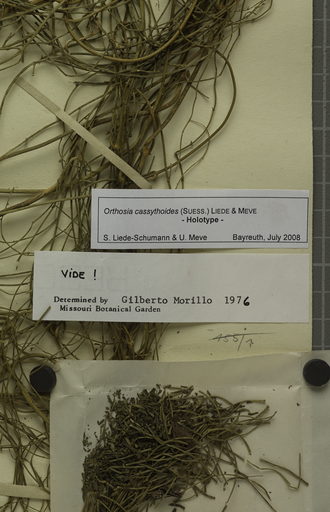 Orthosia cassythoides (SUESS.) LIEDE & MEVE
- Holotype -
S. Liede-Schumann & U. Meve Bayreuth, July 2008
Vide !
Determined by Gilberto Morillo 1976
Missouri Botanical Garden